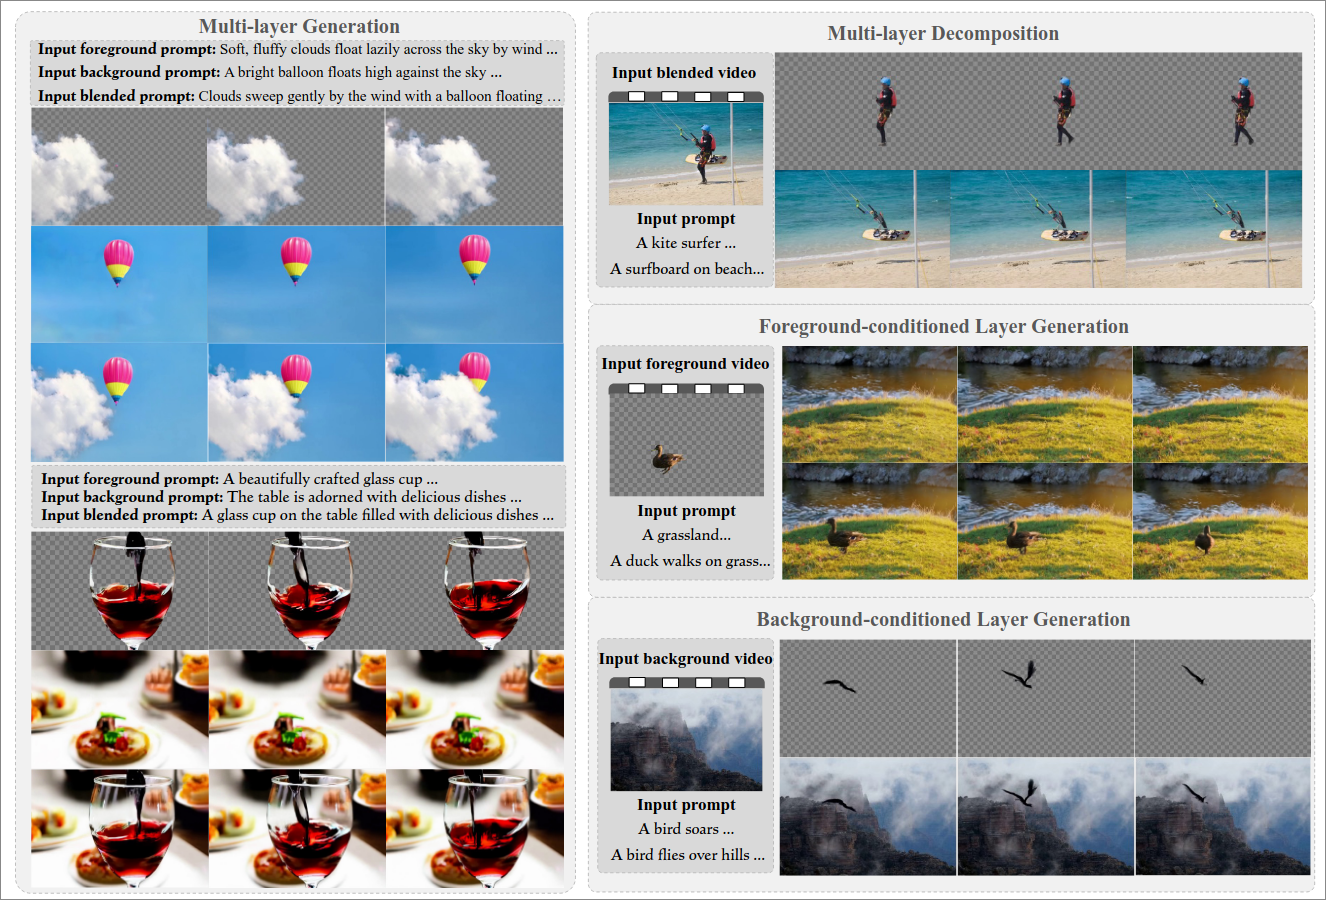 Multi-layer Generation
Input foreground prompt: Soft, fluffy clouds float lazily across the sky by wind ...
Input background prompt: A bright balloon floats high against the sky ...
Input blended prompt: Clouds sweep gently by the wind with a balloon floating ...
Input foreground prompt: A beautifully crafted glass cup ...
Input background prompt: The table is adorned with delicious dishes ...
Input blended prompt: A glass cup on the table filled with delicious dishes ...
Multi-layer Decomposition
Input blended video
Input prompt
A kite surfer ...
A surfboard on beach...
Foreground-conditioned Layer Generation
Input foreground video
Input prompt
A grassland...
A duck walks on grass...
Background-conditioned Layer Generation
Input background video
Input prompt
A bird soars ...
A bird flies over hills ...